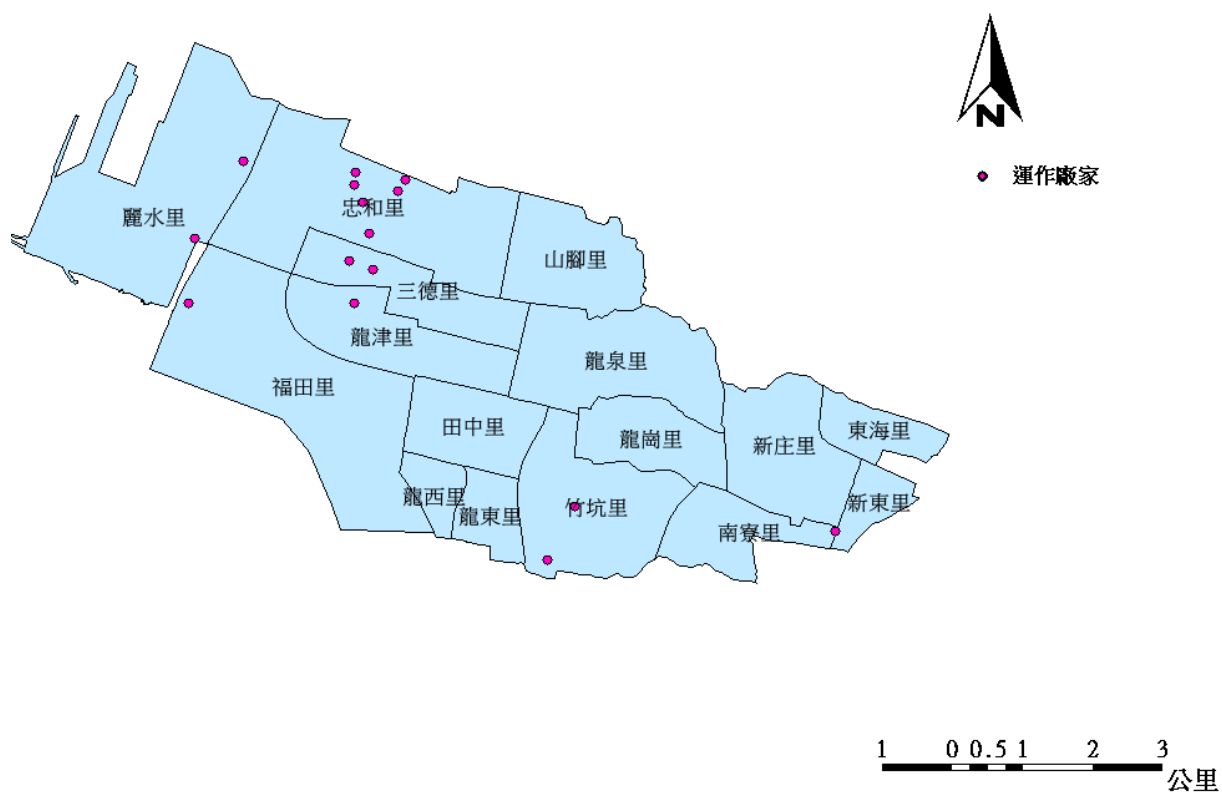 N
運作廠家
麗水里
忠和里
山腳里
三德里
龍津里
龍泉里
福田里
田中里
龍崗里
新庄里
東海里
龍西里
龍東里
竹坑里
新東里
南寮里
1 0 0.5 1 2 3
公里